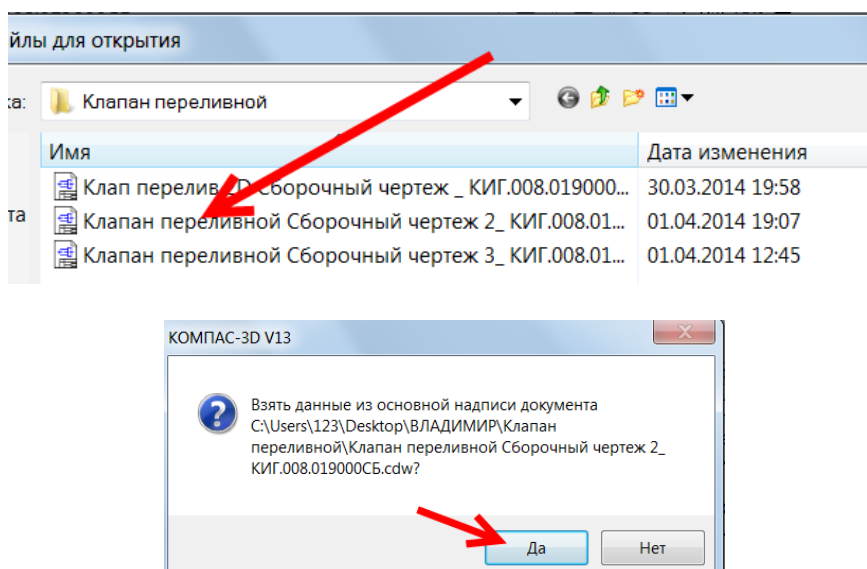 йлы для открытия
ка: Клапан переливной
Имя Дата изменения
Клап перелив 2D Сборочный чертеж _ КИГ.008.019000... 30.03.2014 19:58
та Клапан переливной Сборочный чертеж 2_ КИГ.008.01... 01.04.2014 19:07
Клапан переливной Сборочный чертеж 3_ КИГ.008.01... 01.04.2014 12:45
КОМПАС-3D V13
Взять данные из основной надписи документа
C:\Users\123\Desktop\ВЛАДИМИР\Клапан
переливной\Клапан переливной Сборочный чертеж 2_
КИГ.008.019000СБ.cdw?
Да Нет